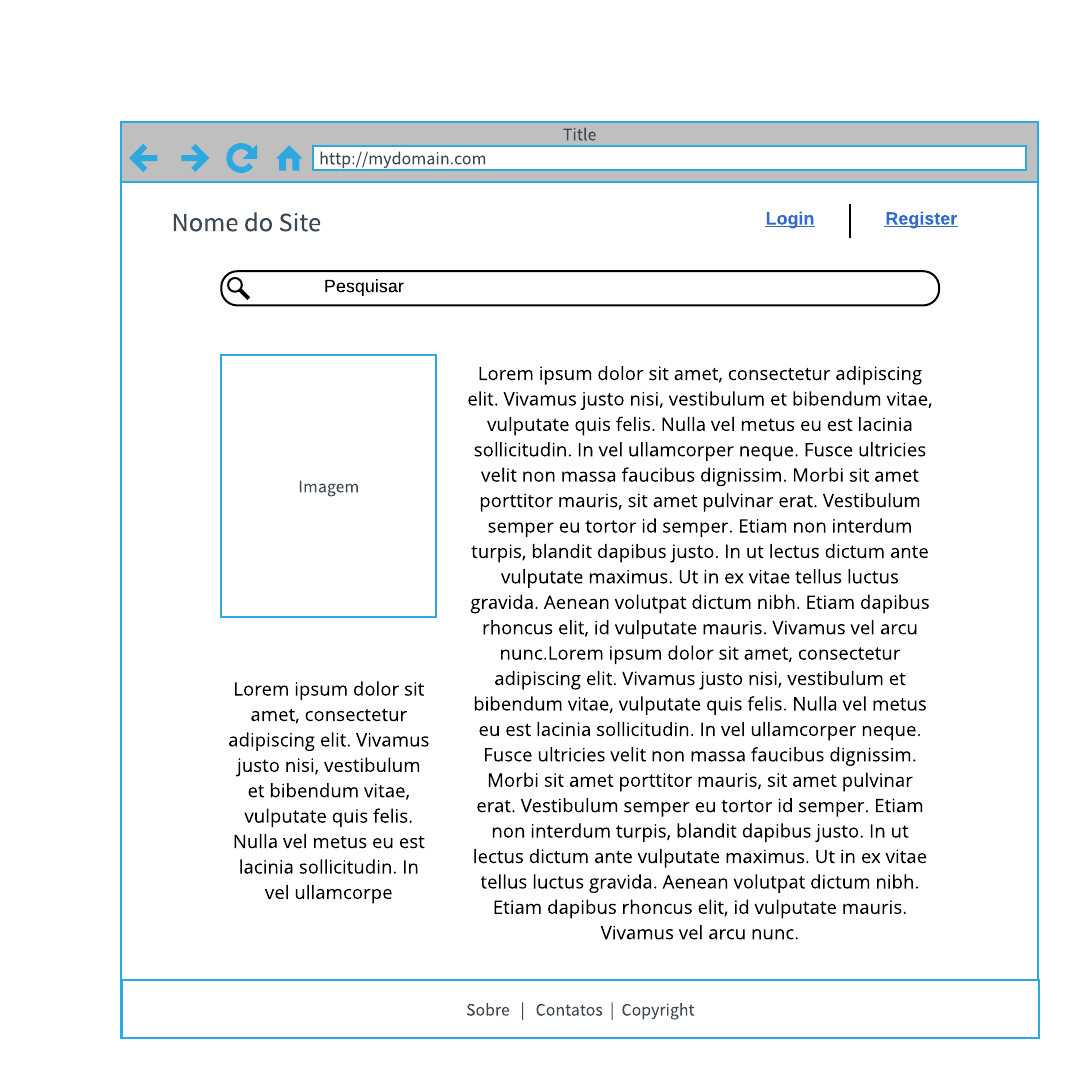 Title
http://mydomain.com
Nome do Site
Login
Register
Pesquisar
Imagem
Lorem ipsum dolor sit
amet, consectetur
adipiscing elit. Vivamus
justo nisi, vestibulum
et bibendum vitae,
vulputate quis felis.
Nulla vel metus eu est
lacinia sollicitudin. In
vel ullamcorpe
Lorem ipsum dolor sit amet, consectetur adipiscing
elit. Vivamus justo nisi, vestibulum et bibendum vitae,
vulputate quis felis. Nulla vel metus eu est lacinia
sollicitudin. In vel ullamcorper neque. Fusce ultricies
velit non massa faucibus dignissim. Morbi sit amet
porttitor mauris, sit amet pulvinar erat. Vestibulum
semper eu tortor id semper. Etiam non interdum
turpis, blandit dapibus justo. In ut lectus dictum ante
vulputate maximus. Ut in ex vitae tellus luctus
gravida. Aenean volutpat dictum nibh. Etiam dapibus
rhoncus elit, id vulputate mauris. Vivamus vel arcu
nunc.Lorem ipsum dolor sit amet, consectetur
adipiscing elit. Vivamus justo nisi, vestibulum et
bibendum vitae, vulputate quis felis. Nulla vel metus
eu est lacinia sollicitudin. In vel ullamcorper neque.
Fusce ultricies velit non massa faucibus dignissim.
Morbi sit amet porttitor mauris, sit amet pulvinar
erat. Vestibulum semper eu tortor id semper. Etiam
non interdum turpis, blandit dapibus justo. In ut
lectus dictum ante vulputate maximus. Ut in ex vitae
tellus luctus gravida. Aenean volutpat dictum nibh.
Etiam dapibus rhoncus elit, id vulputate mauris.
Vivamus vel arcu nunc.
Sobre | Contatos | Copyright